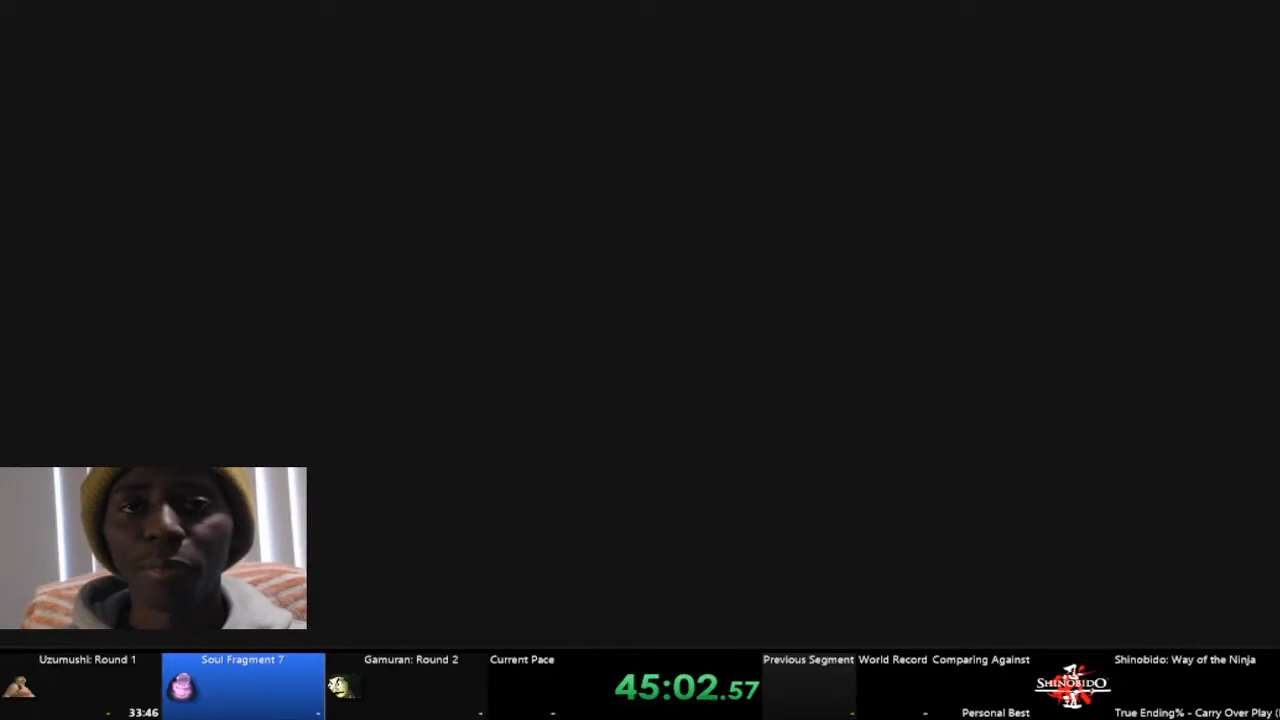 Uzumushi: Round 1
-
33:46
Soul Fragment 7
-
Gamuran: Round 2
-
Current Pace
-
45:02.57
Previous Segment
-
World Record
-
Comparing Against
Personal Best
SHINOBIDO
Shinobido: Way of the Ninja
True Ending% - Carry Over Play (